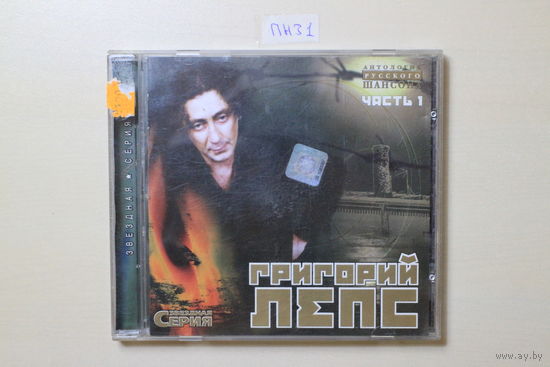 ПН31
АНТОЛОГИЯ
РУССКОГО
ШАНСОНА
ЧАСТЬ 1
ЗВЕЗДНАЯ ★ СЕРИЯ
ГРИГОРИЙ
ЛЕПС
ЗВЕЗДНАЯ
СЕРИЯ
www.ay.by